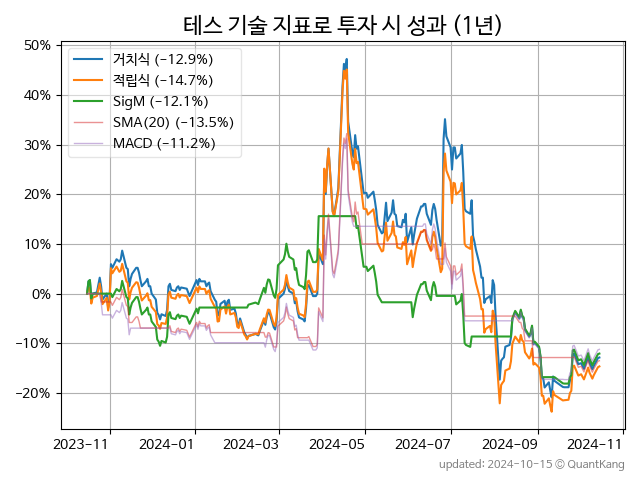 테스 기술 지표로 투자 시 성과 (1년)
50%
40%
30%
20%
10%
0%
−10%
−20%
거치식 (−12.9%)
적립식 (−14.7%)
SigM (−12.1%)
SMA(20) (−13.5%)
MACD (−11.2%)
2023-11
2024-01
2024-03
2024-05
2024-07
2024-09
2024-11
updated: 2024-10-15 © QuantKang